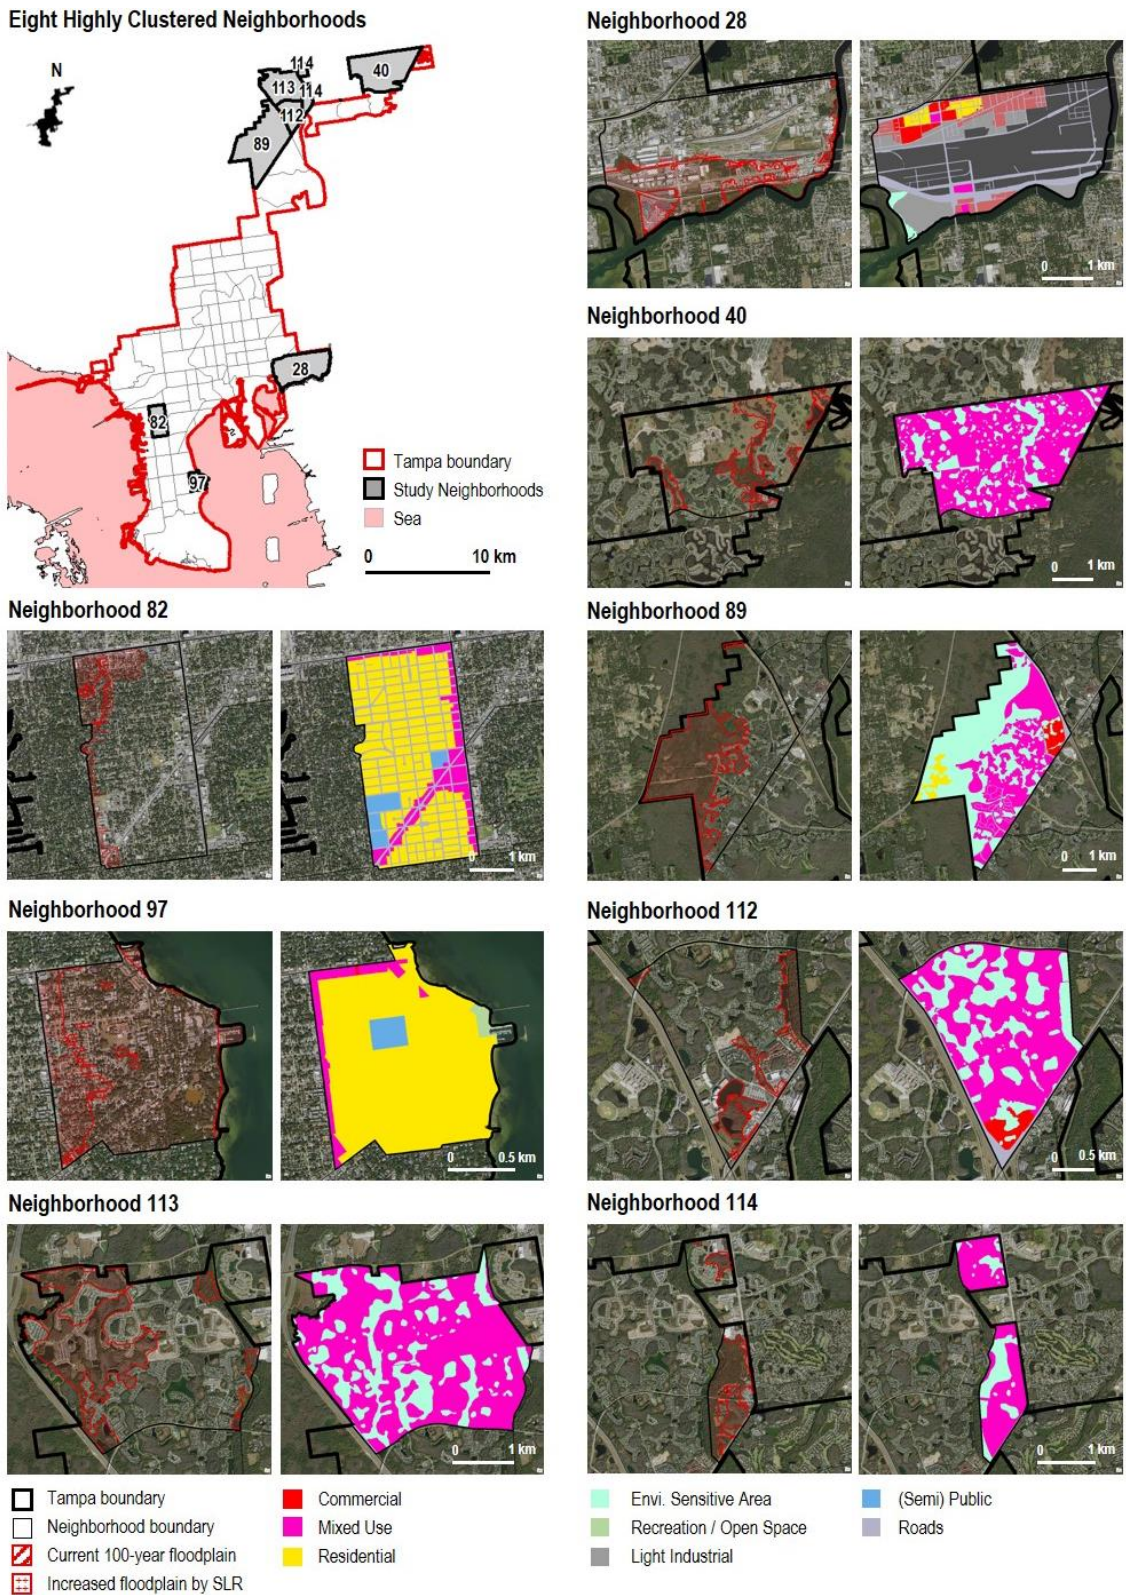 Eight Highly Clustered Neighborhoods
N
114
40
113
114
112
89
28
82
97
Tampa boundary
Study Neighborhoods
Sea
0 10 km
Neighborhood 28
0 1 km
Neighborhood 40
0 1 km
Neighborhood 82
0 1 km
Neighborhood 89
0 1 km
Neighborhood 97
0 0.5 km
Neighborhood 112
0 0.5 km
Neighborhood 113
0 1 km
Neighborhood 114
0 1 km
Tampa boundary
Neighborhood boundary
Current 100-year floodplain
Increased floodplain by SLR
Commercial
Mixed Use
Residential
Envi. Sensitive Area
Recreation / Open Space
Light Industrial
(Semi) Public
Roads